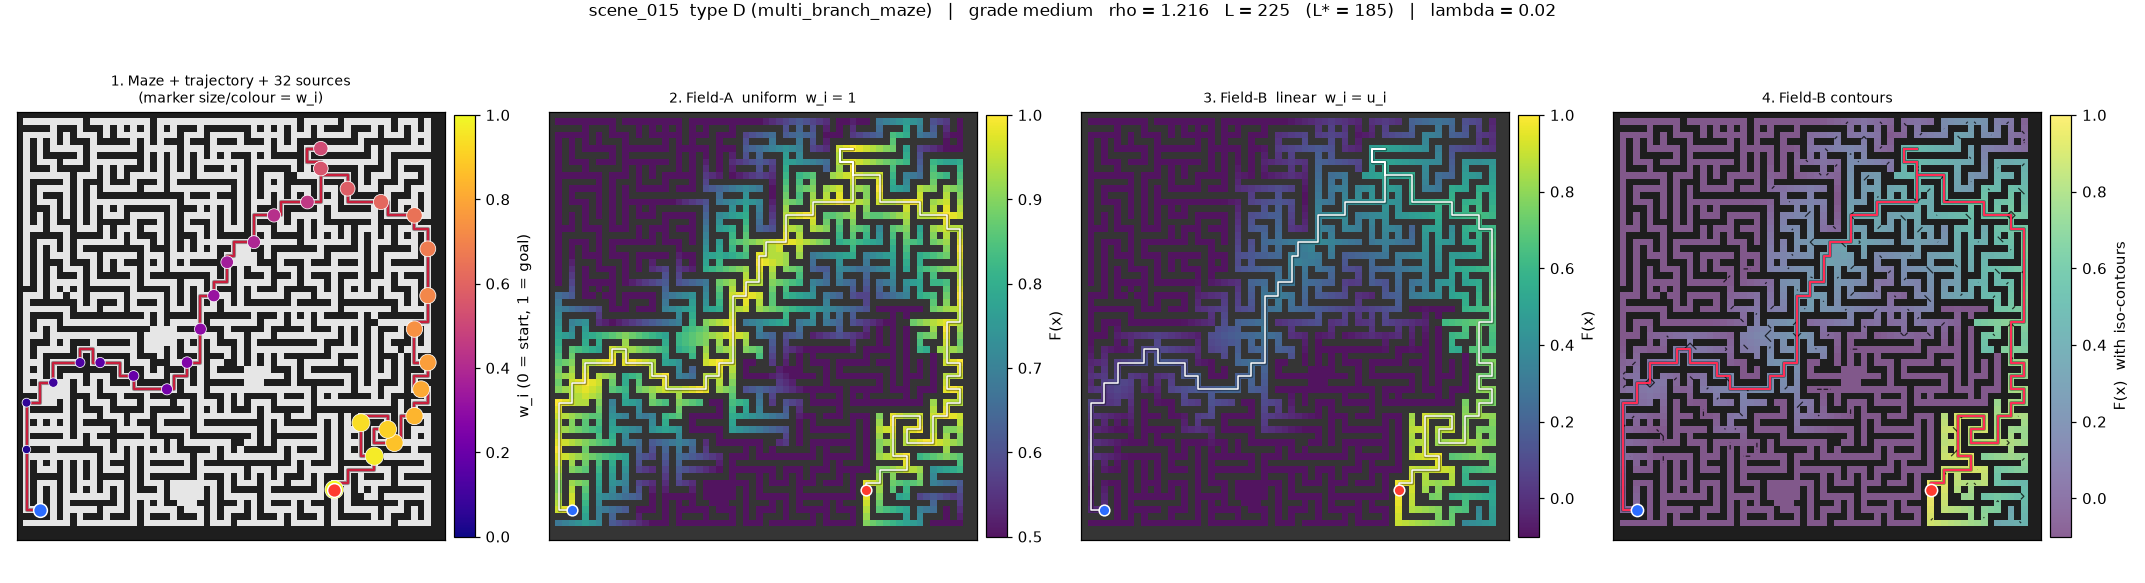 scene_015  type D (multi_branch_maze)   |   grade medium   rho = 1.216   L = 225   (L* = 185)   |   lambda = 0.02
1. Maze + trajectory + 32 sources
(marker size/colour = w_i)
1.0
0.8
0.6
0.4
0.2
0.0
w_i (0 = start, 1 = goal)
2. Field-A  uniform  w_i = 1
1.0
0.9
0.8
0.7
0.6
0.5
F(x)
3. Field-B  linear  w_i = u_i
1.0
0.8
0.6
0.4
0.2
0.0
F(x)
4. Field-B contours
1.0
0.8
0.6
0.4
0.2
0.0
F(x)   with iso-contours